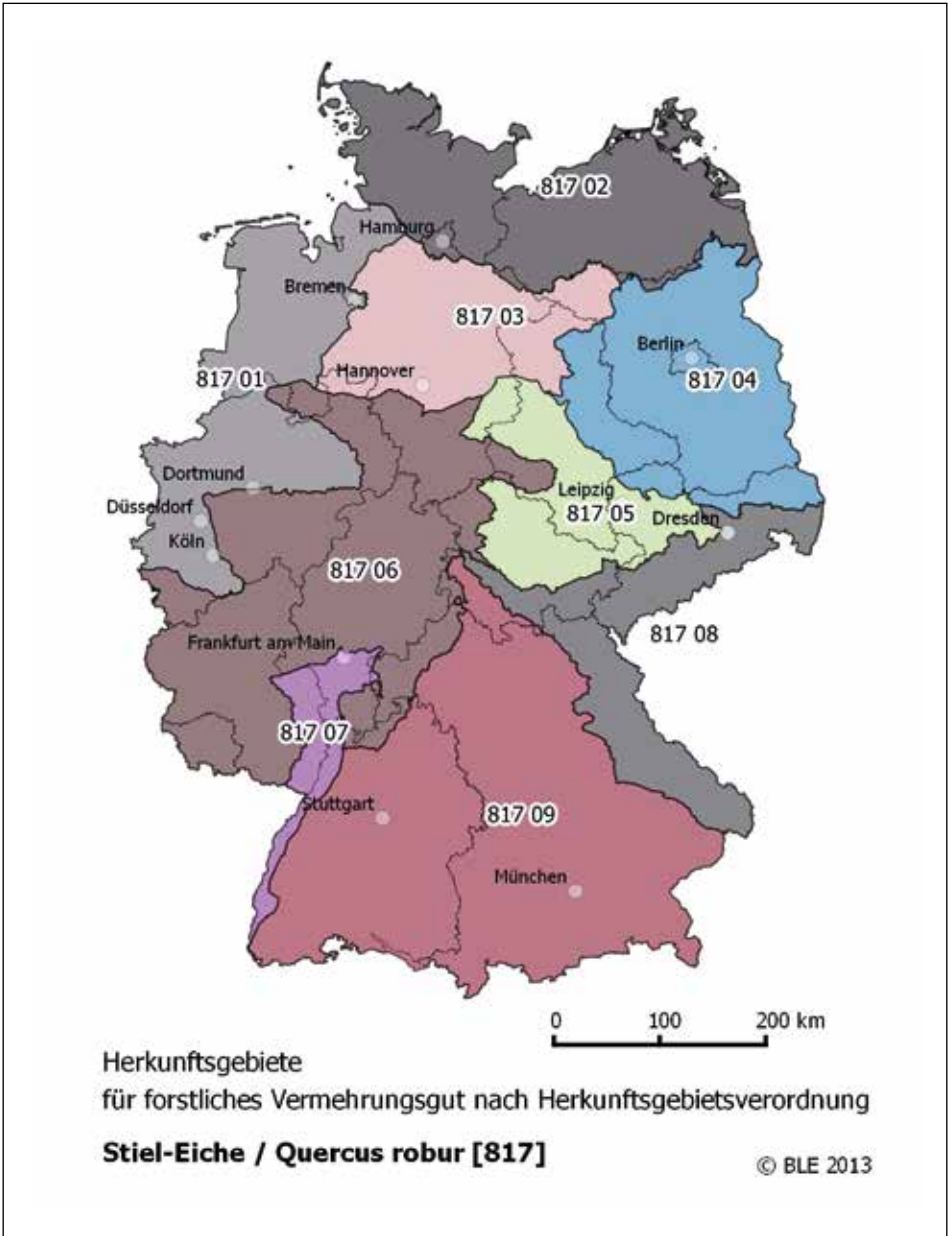 817 02
Hamburg
Bremen
817 03
Berlin
Hannover
817 01
817 04
Dortmund
Leipzig
Düsseldorf
817 05
Dresden
Köln
817 06
817 08
Frankfurt am Main
817 07
Stuttgart
817 09
München
0 100 200 km
Herkunftsgebiete
für forstliches Vermehrungsgut nach Herkunftsgebietsverordnung
Stiel-Eiche / Quercus robur [817]
© BLE 2013